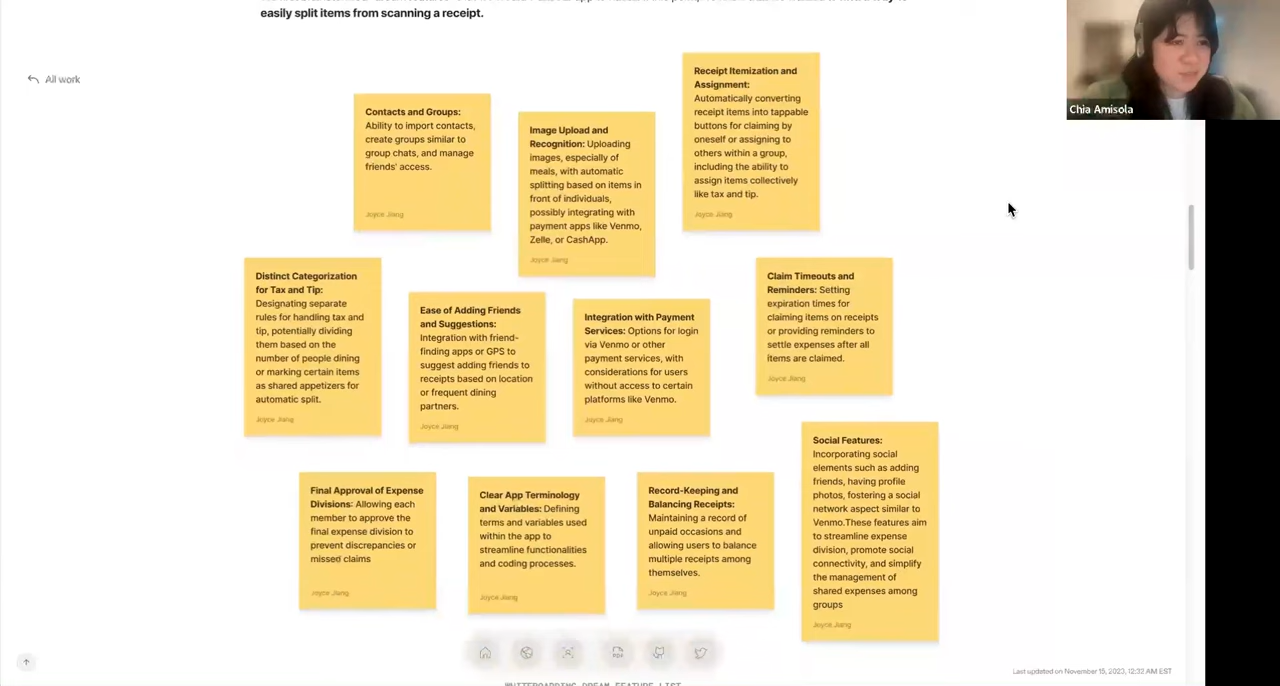 easily split items from scanning a receipt.
All work
Chia Amisola
Contacts and Groups:
Ability to import contacts,
create groups similar to
group chats, and manage
friends' access.
Joyce Jiang
Image Upload and
Recognition: Uploading
images, especially of
meals, with automatic
splitting based on items in
front of individuals,
possibly integrating with
payment apps like Venmo,
Zelle, or CashApp.
Joyce Jiang
Receipt Itemization and
Assignment:
Automatically converting
receipt items into tappable
buttons for claiming by
oneself or assigning to
others within a group,
including the ability to
assign items collectively
like tax and tip.
Joyce Jiang
Distinct Categorization
for Tax and Tip:
Designating separate
rules for handling tax and
tip, potentially dividing
them based on the
number of people dining
or marking certain items
as shared appetizers for
automatic split.
Joyce Jiang
Ease of Adding Friends
and Suggestions:
Integration with friend-
finding apps or GPS to
suggest adding friends to
receipts based on location
or frequent dining
partners.
Joyce Jiang
Integration with Payment
Services: Options for login
via Venmo or other
payment services, with
considerations for users
without access to certain
platforms like Venmo.
Joyce Jiang
Claim Timeouts and
Reminders: Setting
expiration times for
claiming items on receipts
or providing reminders to
settle expenses after all
items are claimed.
Joyce Jiang
Final Approval of Expense
Divisions: Allowing each
member to approve the
final expense division to
prevent discrepancies or
missed claims
Joyce Jiang
Clear App Terminology
and Variables: Defining
terms and variables used
within the app to
streamline functionalities
and coding processes.
Joyce Jiang
Record-Keeping and
Balancing Receipts:
Maintaining a record of
unpaid occasions and
allowing users to balance
multiple receipts among
themselves.
Joyce Jiang
Social Features:
Incorporating social
elements such as adding
friends, having profile
photos, fostering a social
network aspect similar to
Venmo.These features aim
to streamline expense
division, promote social
connectivity, and simplify
the management of
shared expenses among
groups
Joyce Jiang
PDF
Last updated on November 15, 2023, 12:32 AM EST
WHITEBOARDING DREAM FEATURE LIST